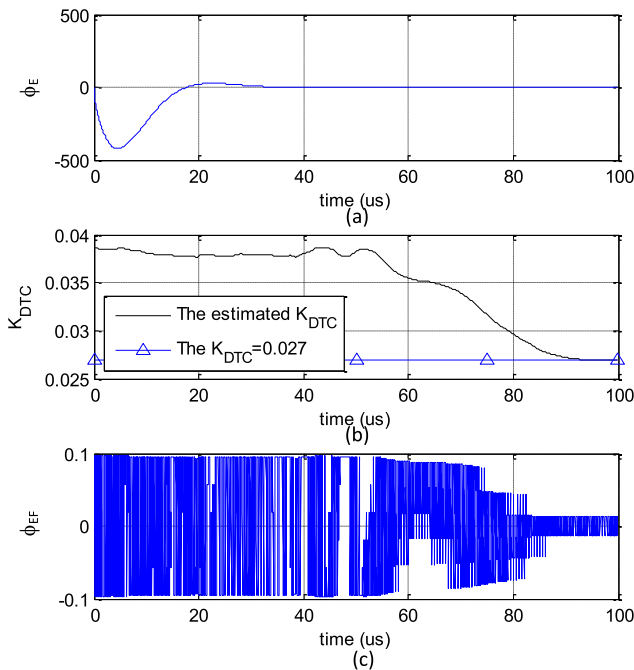 500
0
-500
ϕE
0 20 40 60 80 100
time (us)
(a)
0.04
0.035
0.03
0.025
KDTC
The estimated KDTC
The KDTC=0.027
0 20 40 60 80 100
time (us)
(b)
0.1
0
-0.1
ϕEF
0 20 40 60 80 100
time (us)
(c)